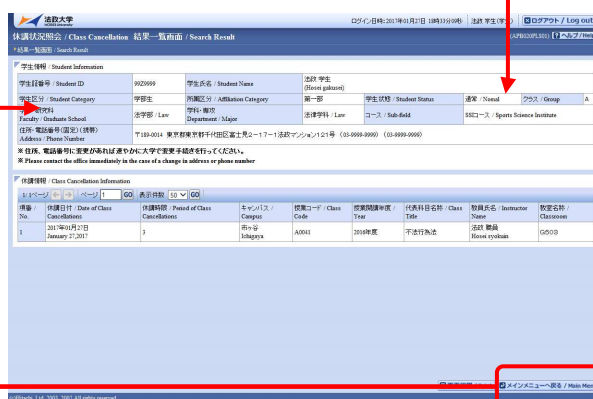 法政大学
HOSEI University
ログイン日時:2017年01月27日 18時33分09秒 法政 学生(学生) ログアウト / Log out
休講状況照会 / Class Cancellation 結果一覧画面 / Search Result
(APB020PLS01) ヘルプ/Help
結果一覧画面 / Search Result
学生情報 / Student Information
学生証番号 / Student ID 99Z9999 学生氏名 / Student Name 法政 学生
(Hosei gakusei)
学生区分 / Student Category 学部生 所属区分 / Affiliation Category 第一部 学生状態 / Student Status 通常 / Nomal クラス / Group A
研究科
Faculty / Graduate School 法学部 / Law 学科・専攻
Department / Major 法律学科 / Law コース / Sub-field SSIコース / Sports Science Institute
住所・電話番号(固定)(携帯)
Address / Phone Number 〒189-0014 東京都東京都千代田区富士見2-17-1法政マンション121号 (03-9999-9999) (03-9999-9999)
※ 住所、電話番号に変更があれば速やかに大学で変更手続きを行ってください。
※ Please contact the office immediately in the case of a change in address or phone number
休講情報 / Class Cancellation Information
1/1ページ ページ 1 GO 表示件数 50 GO
項番 / No. 休講日付 / Date of Class Cancellations 休講時限 / Period of Class Cancellations キャンパス / Campus 授業コード / Class Code 授業開講年度 / Year 代表科目名称 / Class Title 教員氏名 / Instructor Name 教室名称 / Classroom
1 2017年01月27日
January 27,2017 3 市ヶ谷
Ichigaya A0041 2016年度 不法行為法 法政 職員
Hosei syokuin G503
メインメニューへ戻る / Main Menu
Hitachi, Ltd. 2003, 2007. All rights reserved.